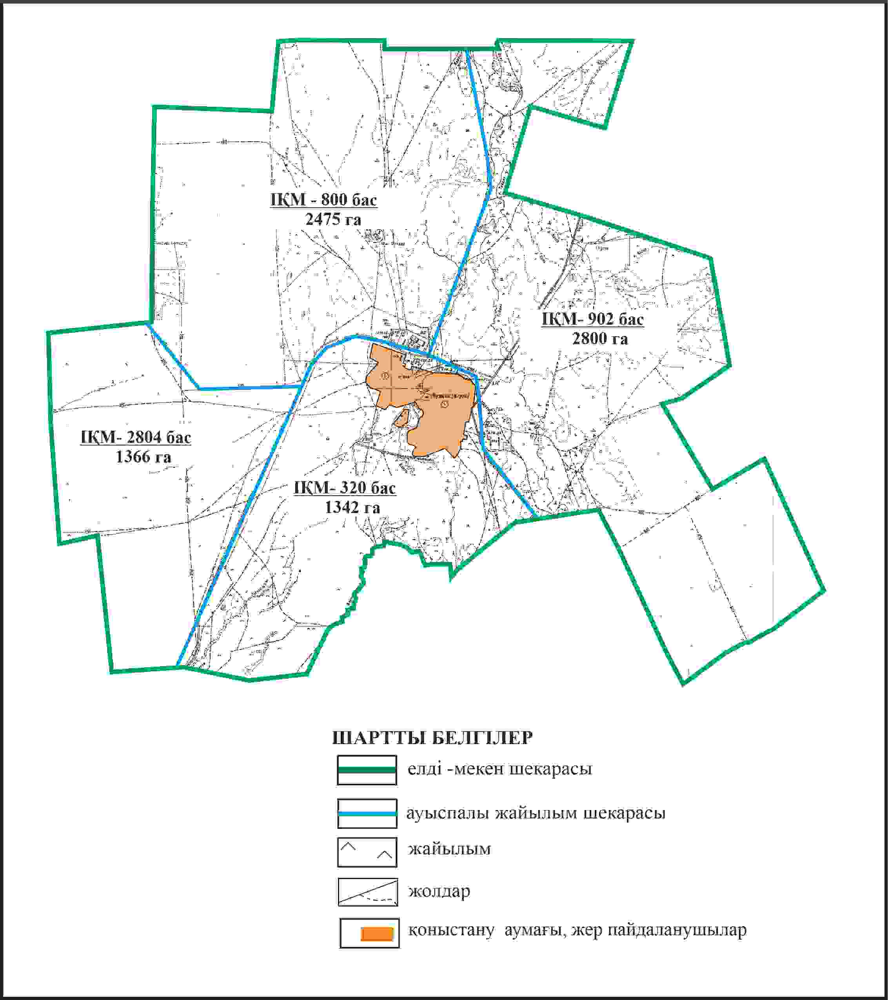 ІҚМ - 800 бас
2475 га
ІҚМ- 902 бас
2800 га
ІҚМ- 2804 бас
1366 га
ІҚМ- 320 бас
1342 га
ШАРТТЫ БЕЛГІЛЕР
елді -мекен шекарасы
ауыспалы жайылым шекарасы
жайылым
жолдар
қоныстану аумағы, жер пайдаланушылар